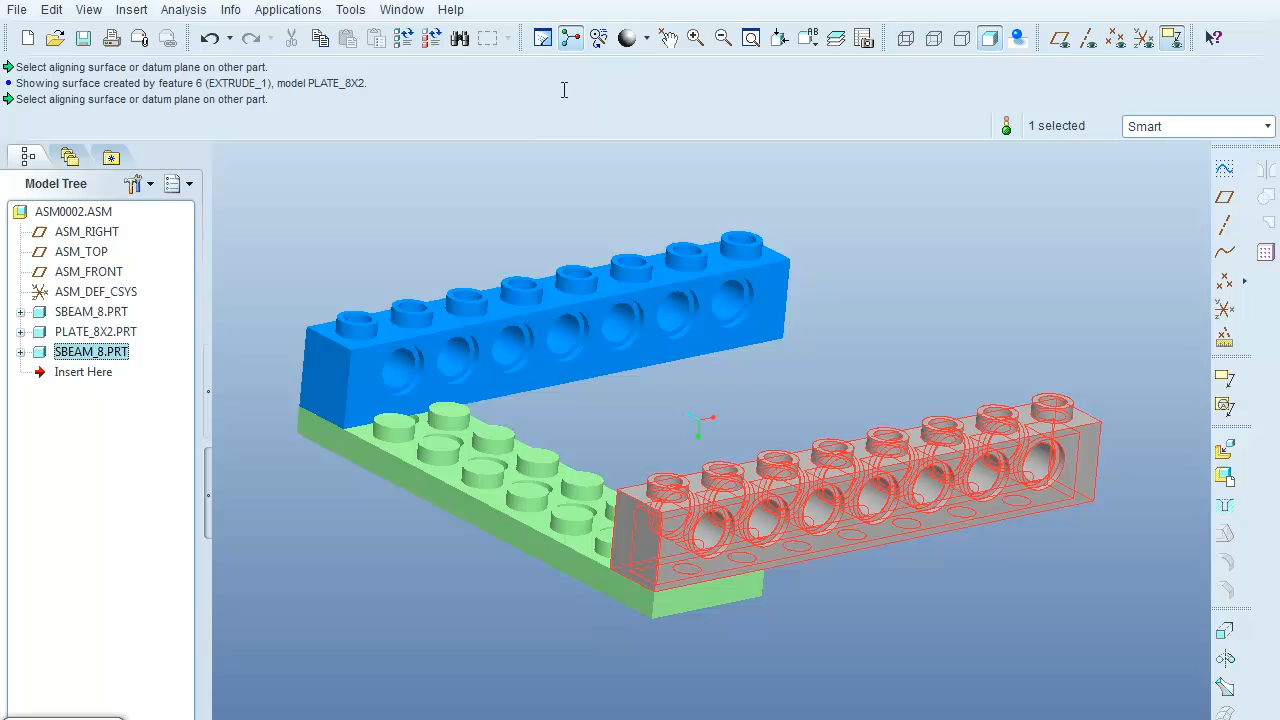 File Edit View Insert Analysis Info Applications Tools Window Help
Select aligning surface or datum plane on other part.
Showing surface created by feature 6 (EXTRUDE_1), model PLATE_8X2.
Select aligning surface or datum plane on other part.
1 selected Smart
Model Tree
ASM0002.ASM
ASM_RIGHT
ASM_TOP
ASM_FRONT
ASM_DEF_CSYS
SBEAM_8.PRT
PLATE_8X2.PRT
SBEAM_8.PRT
Insert Here